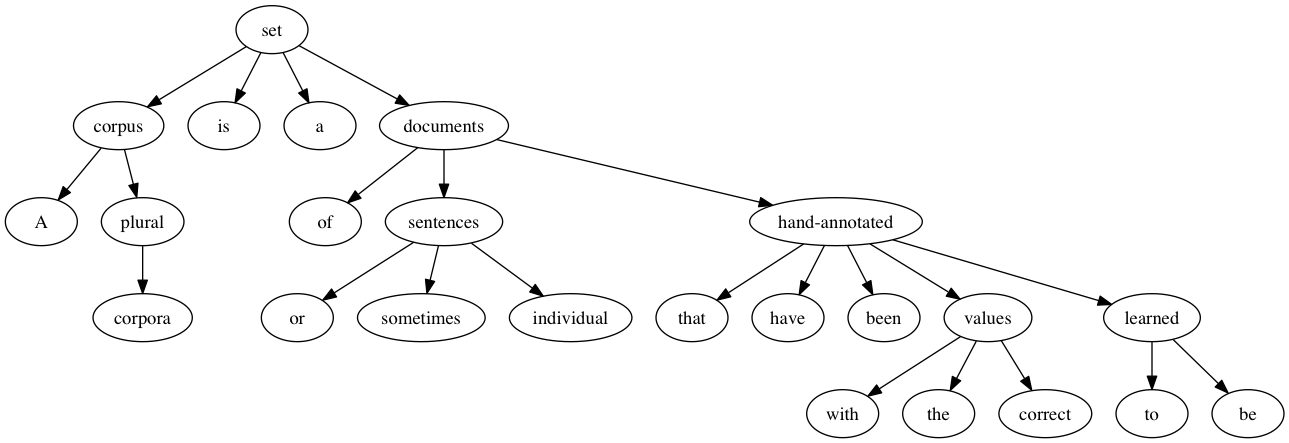 set
corpus is a documents
A plural of sentences hand-annotated
corpora or sometimes individual that have been values learned
with the correct to be